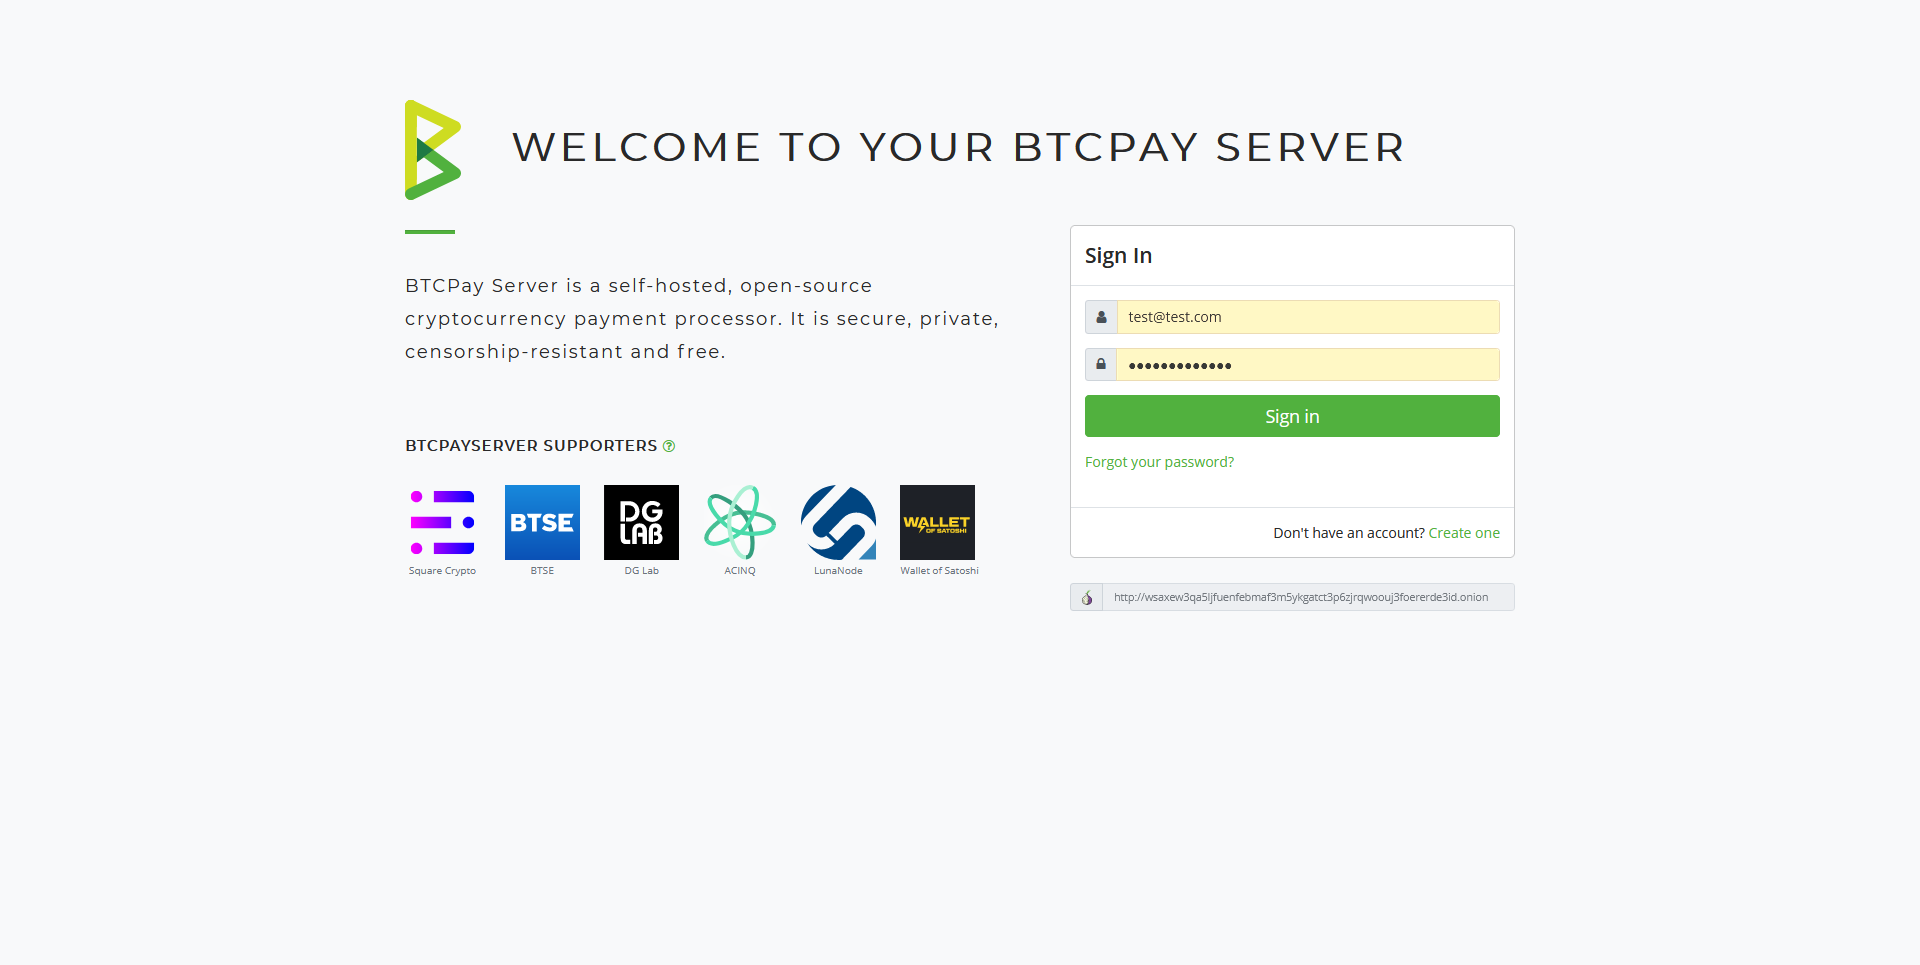 WELCOME TO YOUR BTCPAY SERVER
BTCPay Server is a self-hosted, open-source
cryptocurrency payment processor. It is secure, private,
censorship-resistant and free.
BTCPAYSERVER SUPPORTERS
BTSE
DG
LAB
WALLET
OF SATOSHI
Square Crypto
BTSE
DG Lab
ACINQ
LunaNode
Wallet of Satoshi
Sign In
test@test.com
•••••••••••••
Sign in
Forgot your password?
Don't have an account? Create one
http://wsaxew3qa5ljfuenfebmaf3m5ykgatct3p6zjrqwoouj3foererde3id.onion